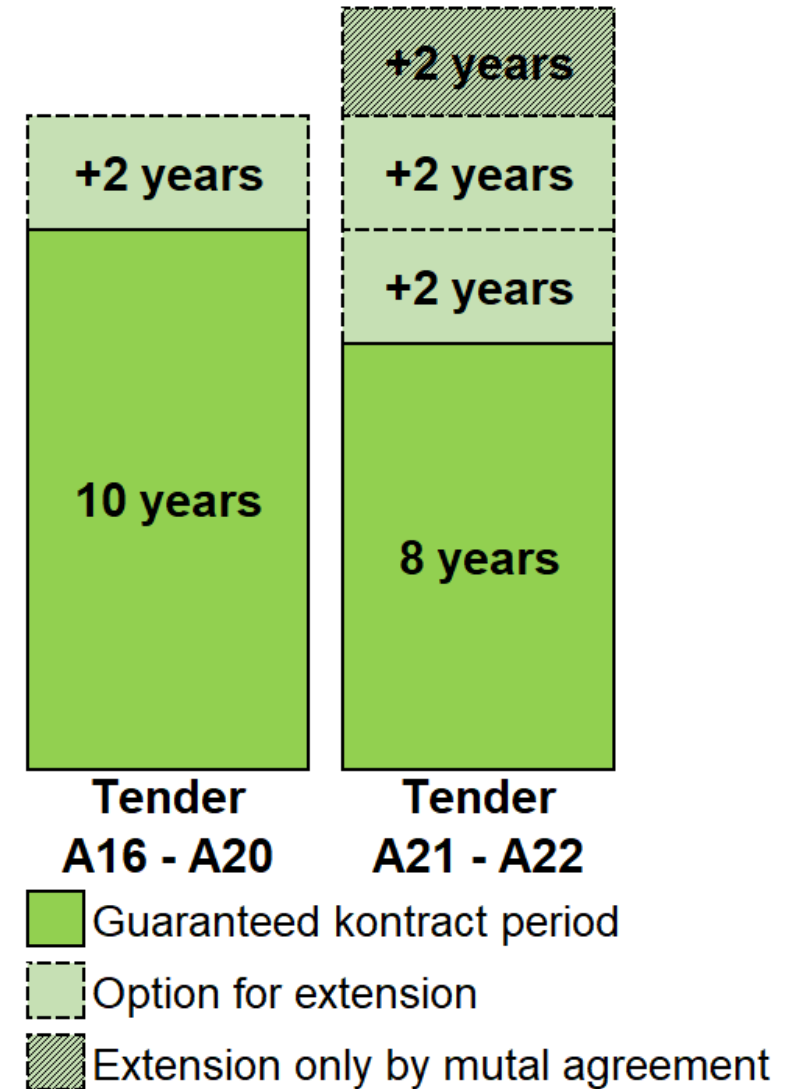 +2 years
+2 years
+2 years
+2 years
10 years
8 years
Tender
A16 - A20
Tender
A21 - A22
Guaranteed kontract period
Option for extension
Extension only by mutal agreement